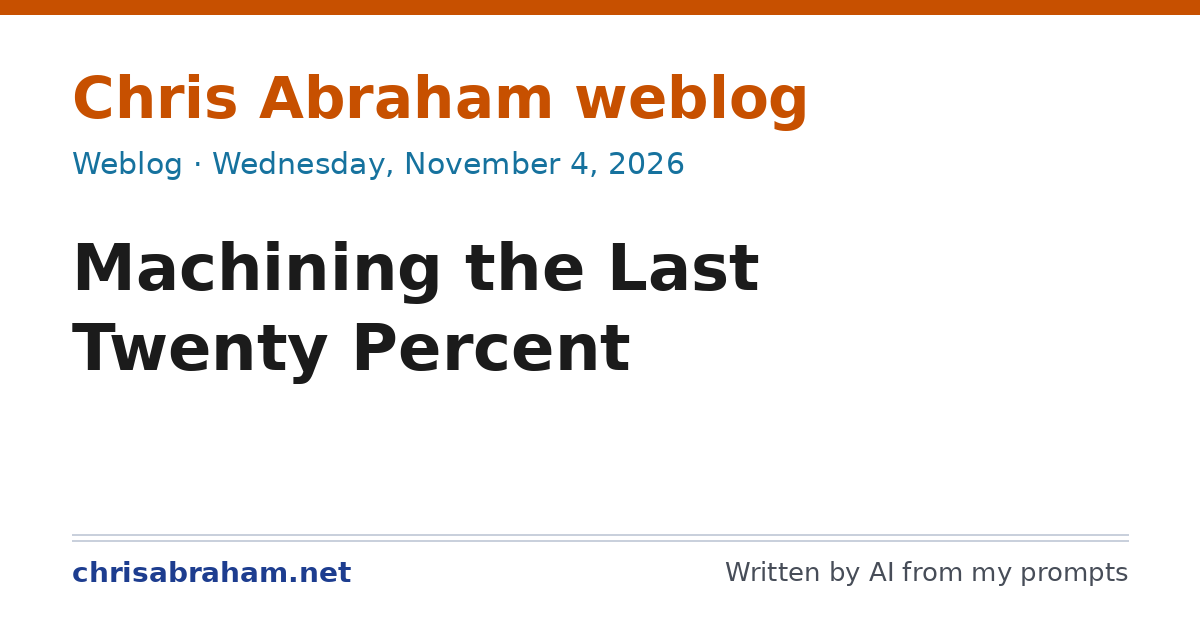 Chris Abraham weblog
Weblog · Wednesday, November 4, 2026
Machining the Last
Twenty Percent
chrisabraham.net
Written by AI from my prompts